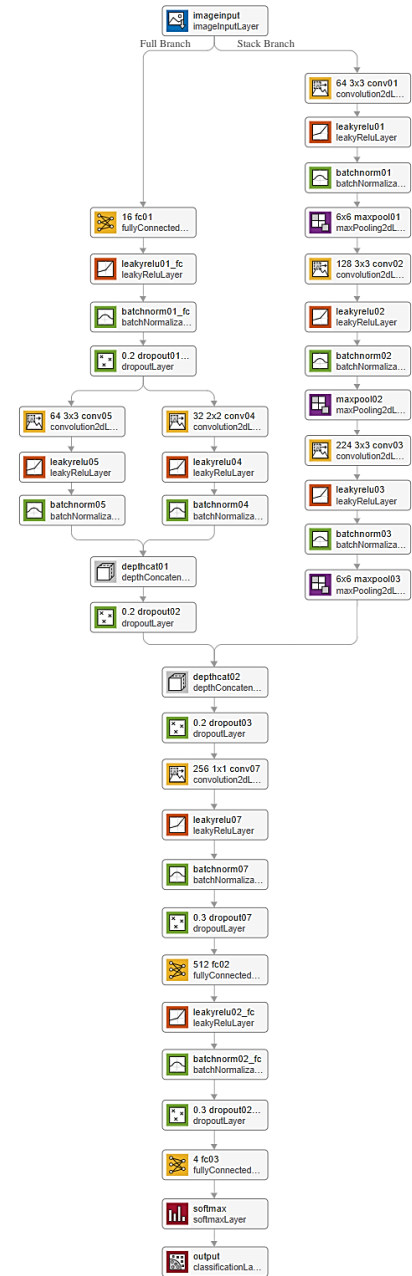 imageinput
imageInputLayer
Full Branch
Stack Branch
64 3x3 conv01
convolution2dL...
leakyrelu01
leakyReluLayer
batchnorm01
batchNormaliza...
6x6 maxpool01
maxPooling2dL...
128 3x3 conv02
convolution2dL...
leakyrelu02
leakyReluLayer
batchnorm02
batchNormaliza...
maxpool02
maxPooling2dL...
224 3x3 conv03
convolution2dL...
leakyrelu03
leakyReluLayer
batchnorm03
batchNormaliza...
6x6 maxpool03
maxPooling2dL...
16 fc01
fullyConnected...
leakyrelu01_fc
leakyReluLayer
batchnorm01_fc
batchNormaliza...
0.2 dropout01...
dropoutLayer
64 3x3 conv05
convolution2dL...
leakyrelu05
leakyReluLayer
batchnorm05
batchNormaliza...
32 2x2 conv04
convolution2dL...
leakyrelu04
leakyReluLayer
batchnorm04
batchNormaliza...
depthcat01
depthConcaten...
0.2 dropout02
dropoutLayer
depthcat02
depthConcaten...
0.2 dropout03
dropoutLayer
256 1x1 conv07
convolution2dL...
leakyrelu07
leakyReluLayer
batchnorm07
batchNormaliza...
0.3 dropout07
dropoutLayer
512 fc02
fullyConnected...
leakyrelu02_fc
leakyReluLayer
batchnorm02_fc
batchNormaliza...
0.3 dropout02...
dropoutLayer
4 fc03
fullyConnected...
softmax
softmaxLayer
output
classificationLa...